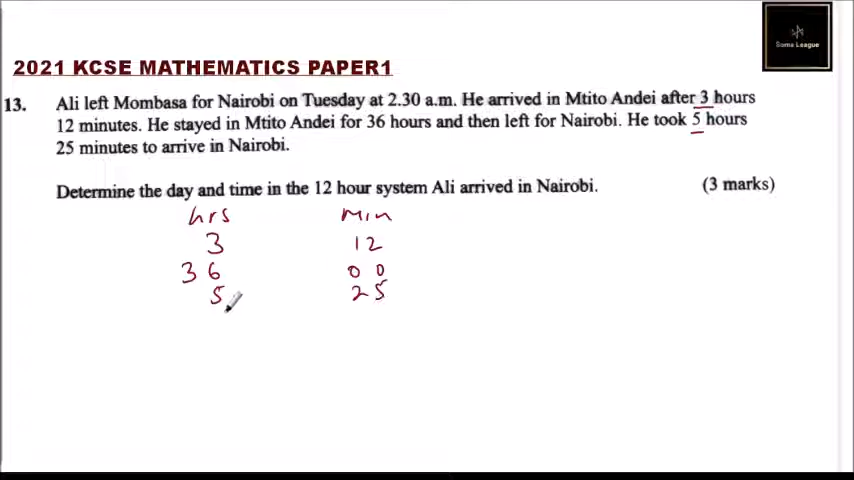 Soma League
2021 KCSE MATHEMATICS PAPER1
13. Ali left Mombasa for Nairobi on Tuesday at 2.30 a.m. He arrived in Mtito Andei after 3 hours
12 minutes. He stayed in Mtito Andei for 36 hours and then left for Nairobi. He took 5 hours
25 minutes to arrive in Nairobi.
Determine the day and time in the 12 hour system Ali arrived in Nairobi. (3 marks)
hrs Min
3 12
36 00
5 25